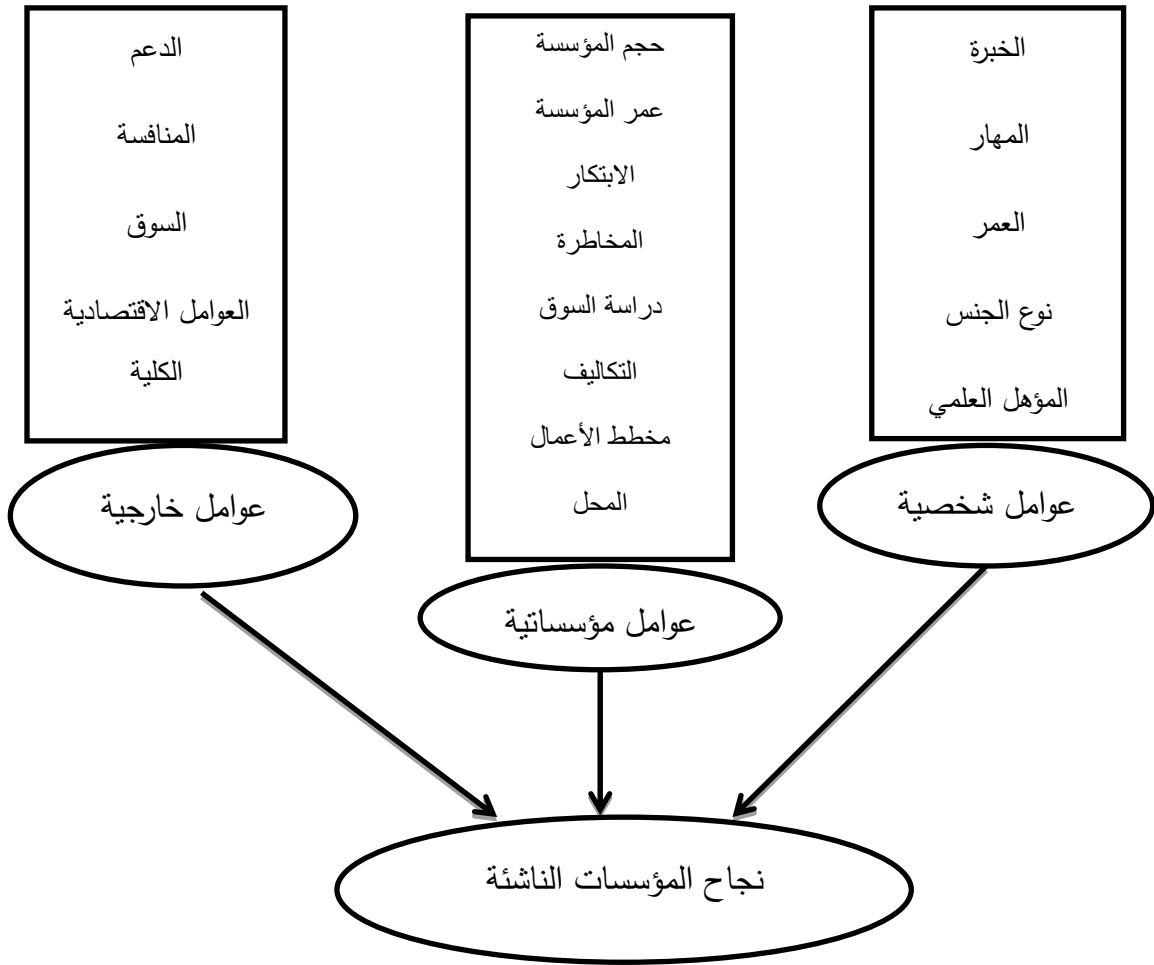 الخبرة
المهار
العمر
نوع الجنس
المؤهل العلمي
عوامل شخصية
حجم المؤسسة
عمر المؤسسة
الابتكار
المخاطرة
دراسة السوق
التكاليف
مخطط الأعمال
المحل
عوامل مؤسساتية
الدعم
المنافسة
السوق
العوامل الاقتصادية
الكلية
عوامل خارجية
نجاح المؤسسات الناشئة